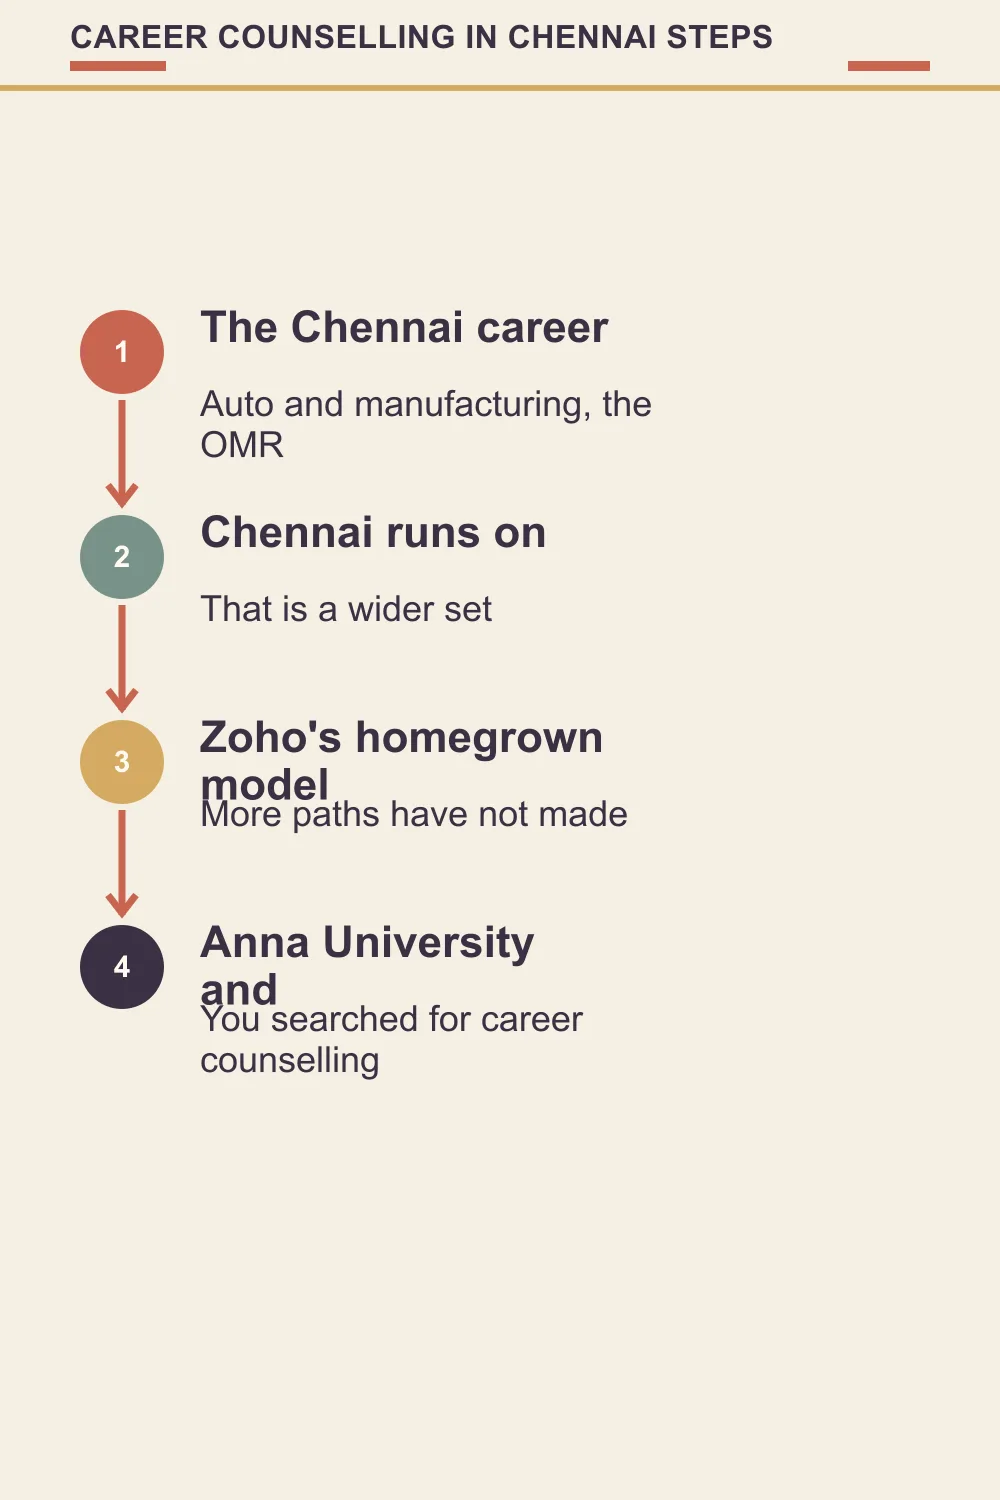 CAREER COUNSELLING IN CHENNAI STEPS
1
The Chennai career
Auto and manufacturing, the
OMR
2
Chennai runs on
That is a wider set
3
Zoho's homegrown
model
More paths have not made
4
Anna University
and
You searched for career
counselling